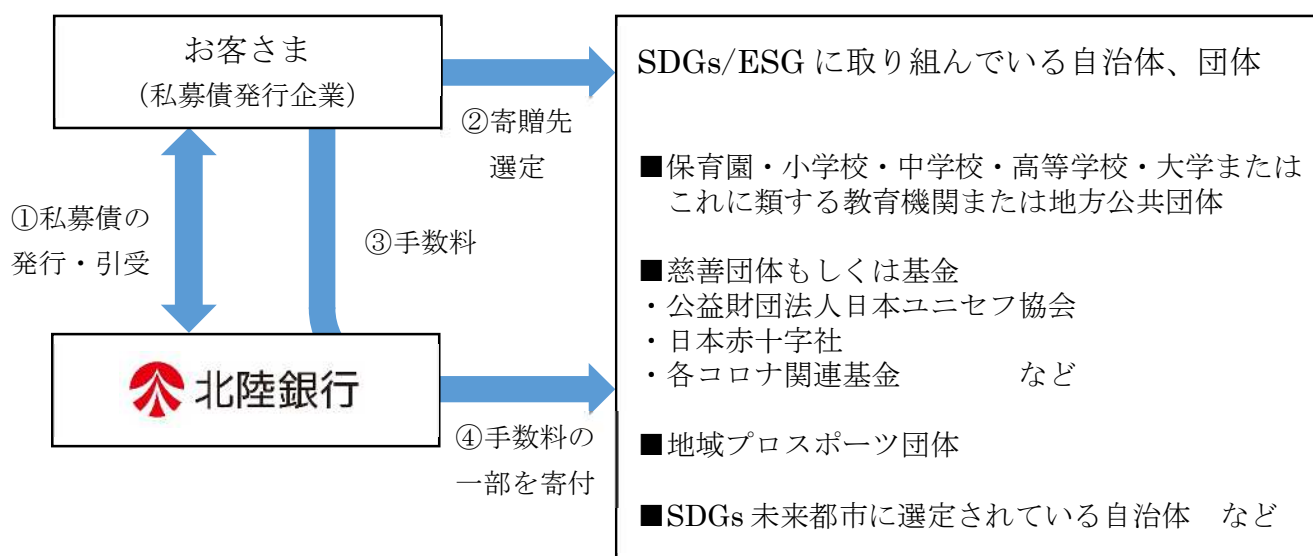 お客さま
（私募債発行企業）
①私募債の
発行・引受
②寄贈先
選定
③手数料
北陸銀行
④手数料の
一部を寄付
SDGs/ESG に取り組んでいる自治体、団体
■保育園・小学校・中学校・高等学校・大学または
これに類する教育機関または地方公共団体
■慈善団体もしくは基金
・公益財団法人日本ユニセフ協会
・日本赤十字社
・各コロナ関連基金　　　　など
■地域プロスポーツ団体
■SDGs 未来都市に選定されている自治体　など